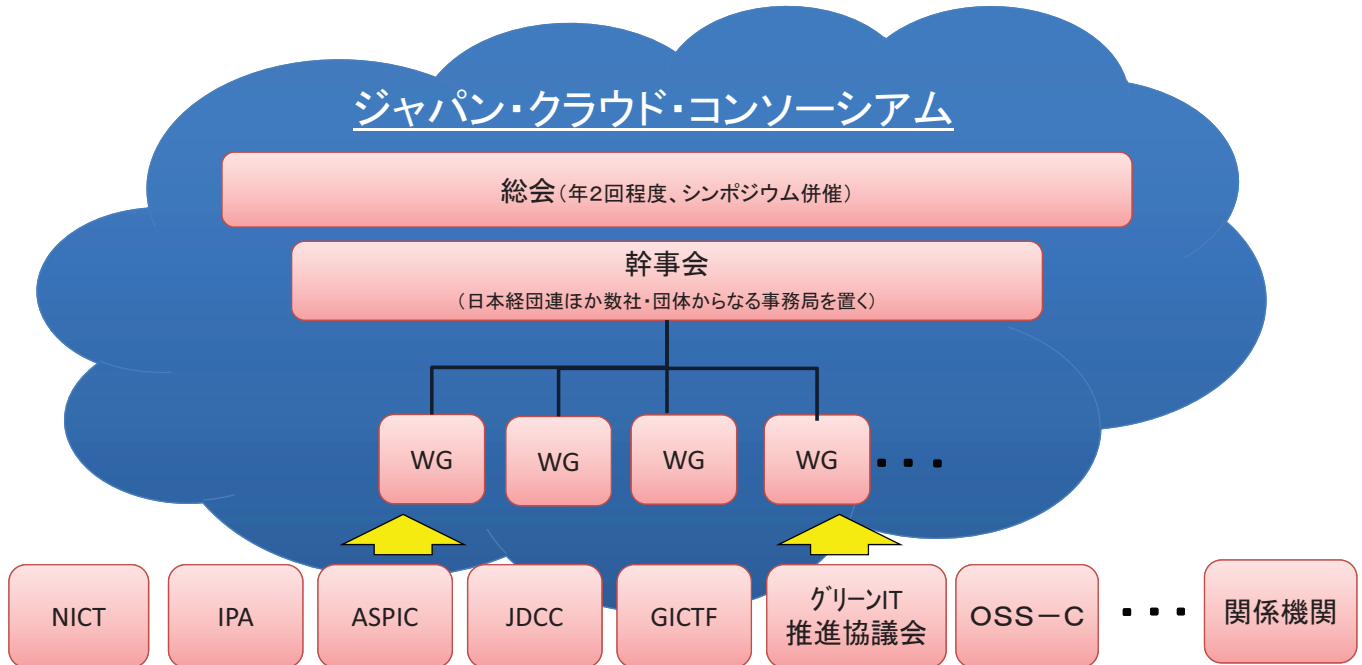 ジャパン・クラウド・コンソーシアム
総会(年2回程度、シンポジウム併催)
幹事会
(日本経団連ほか数社・団体からなる事務局を置く)
WG
WG
WG
WG
・・・
NICT
IPA
ASPIC
JDCC
GICTF
グリーンIT
推進協議会
OSS-C
・・・
関係機関